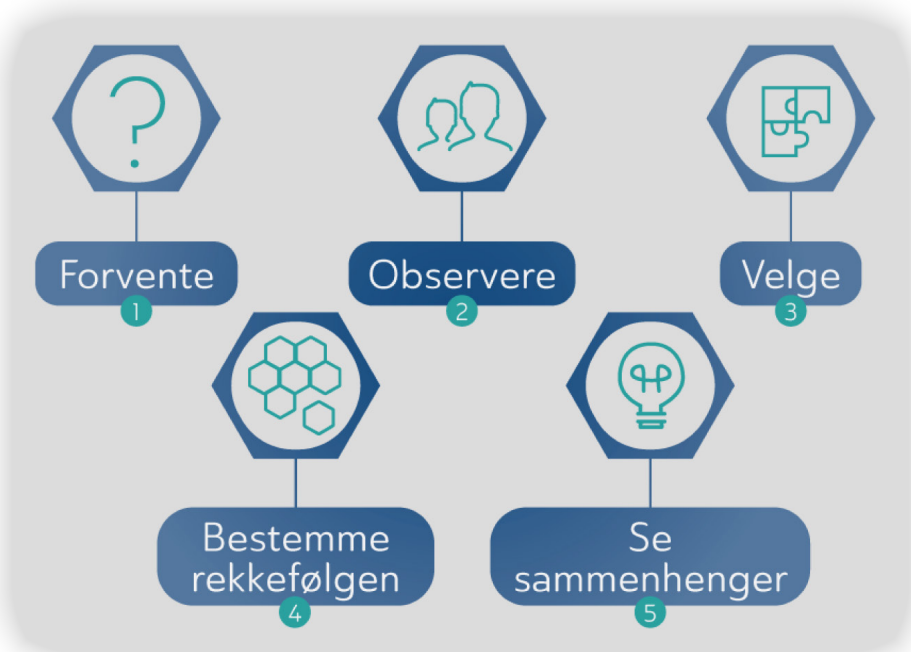 Forvente
1
Observere
2
Velge
3
Bestemme
rekkefølgen
4
Se
sammenhenger
5